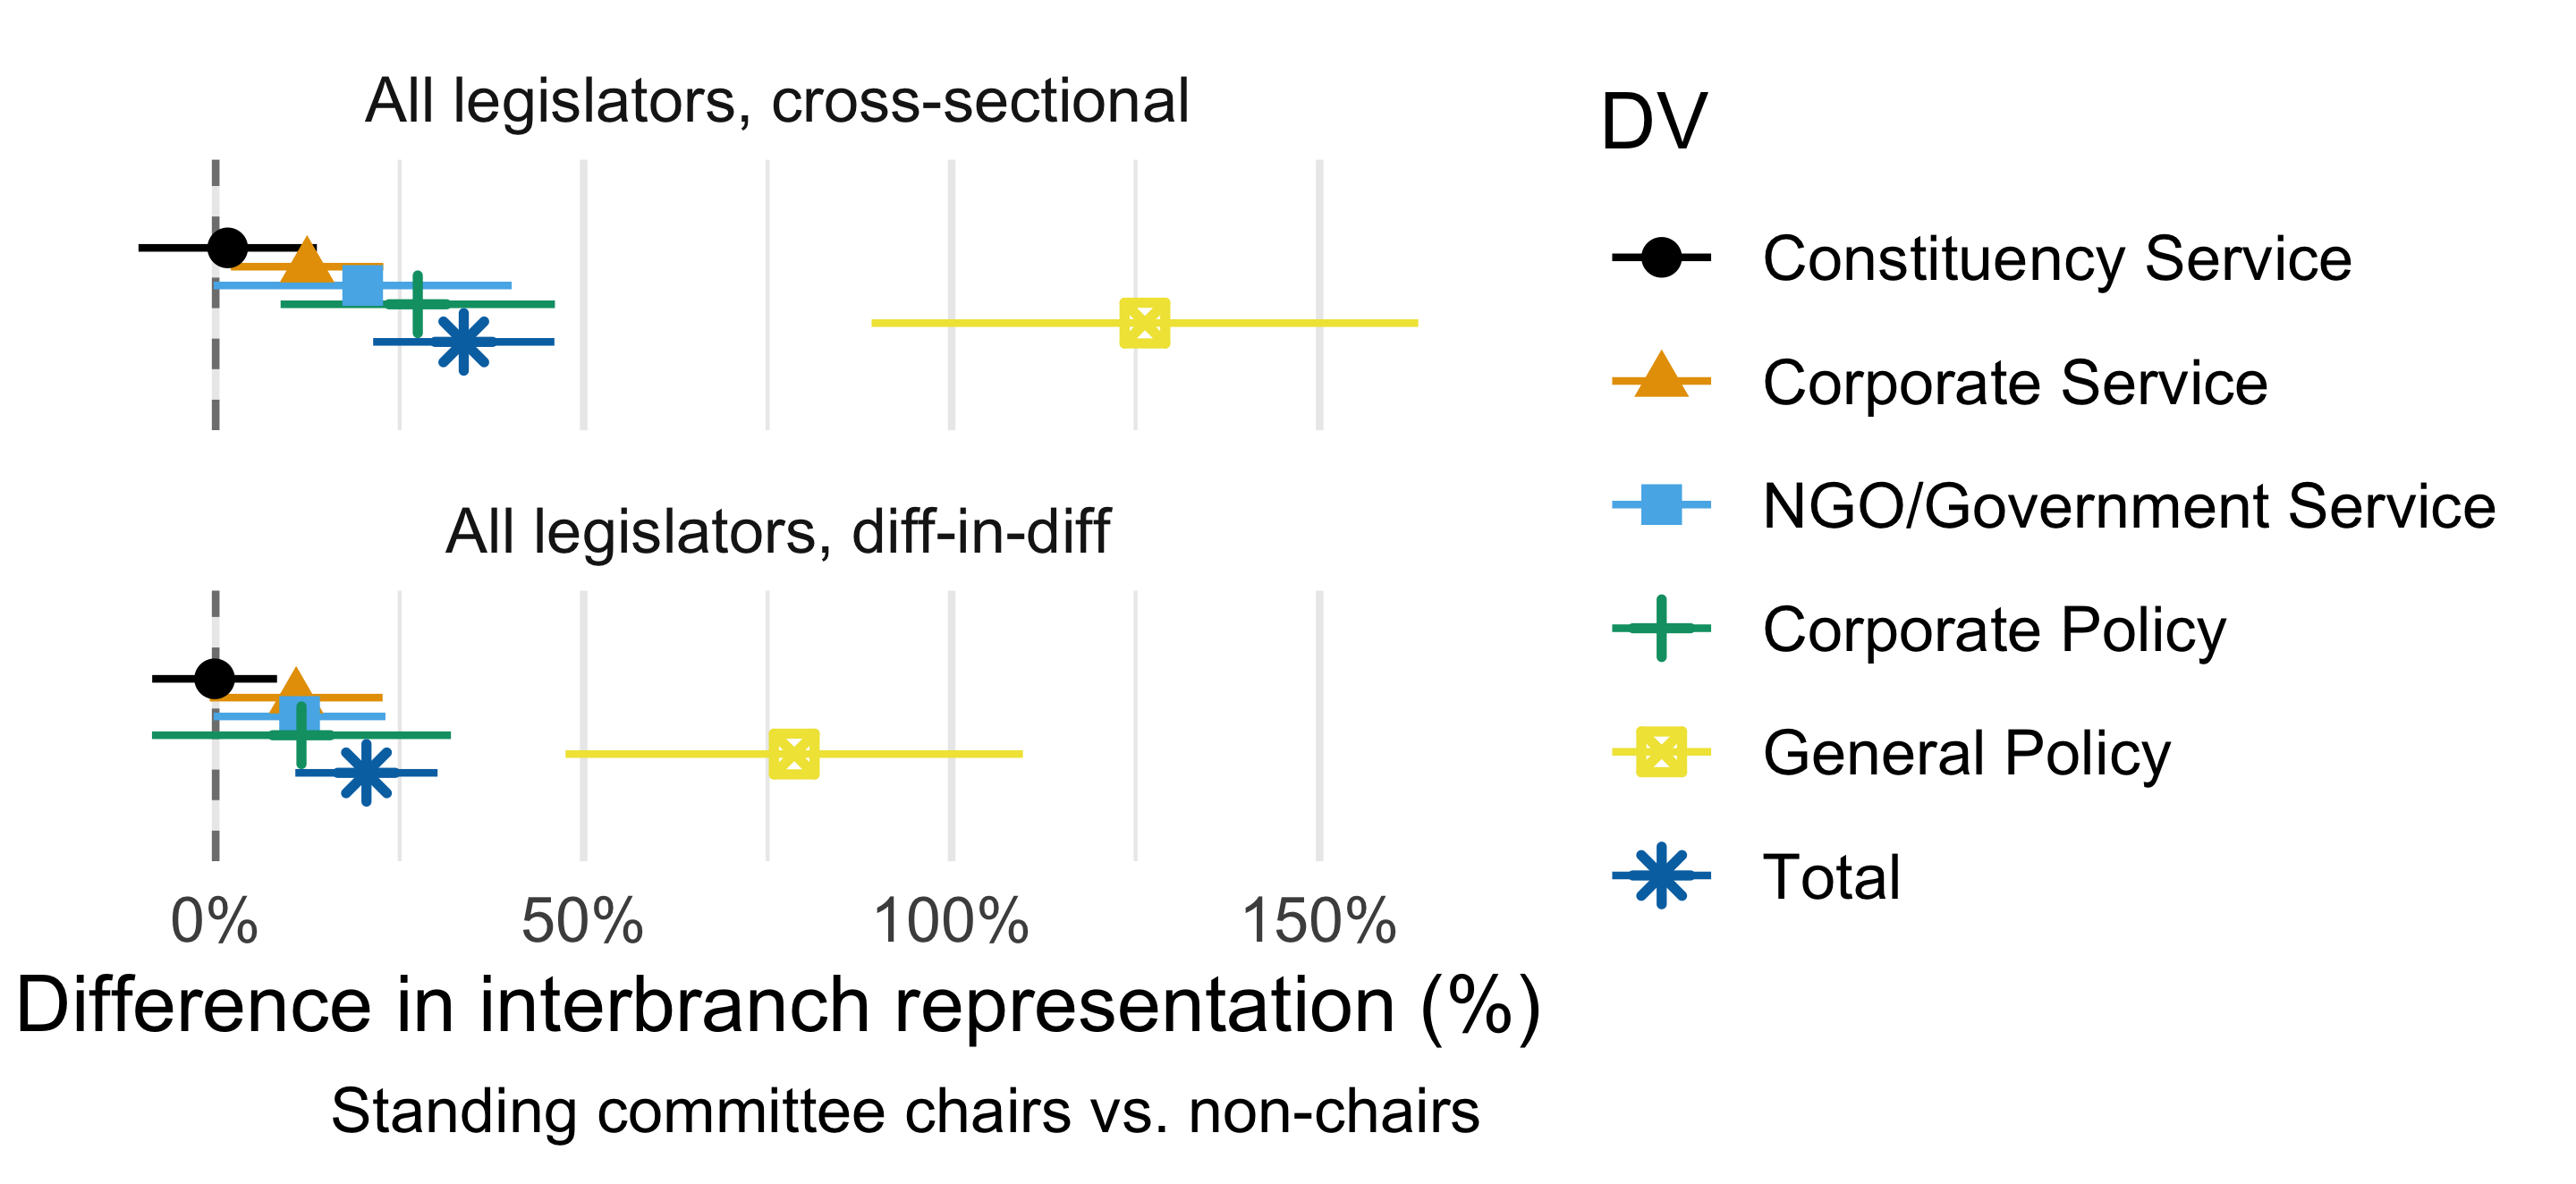 All legislators, cross-sectional
All legislators, diff-in-diff
0% 50% 100% 150%
Difference in interbranch representation (%)
Standing committee chairs vs. non-chairs
DV
Constituency Service
Corporate Service
NGO/Government Service
Corporate Policy
General Policy
Total